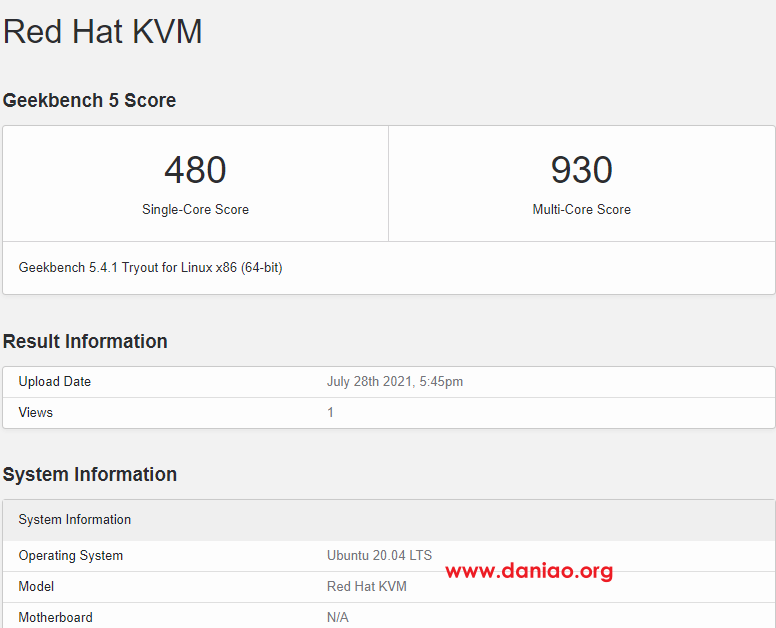 Red Hat KVM
Geekbench 5 Score
480 930
Single-Core Score Multi-Core Score
Geekbench 5.4.1 Tryout for Linux x86 (64-bit)
Result Information
Upload Date July 28th 2021, 5:45pm
Views 1
System Information
System Information
Operating System Ubuntu 20.04 LTS
www.daniao.org
Model Red Hat KVM
Motherboard N/A